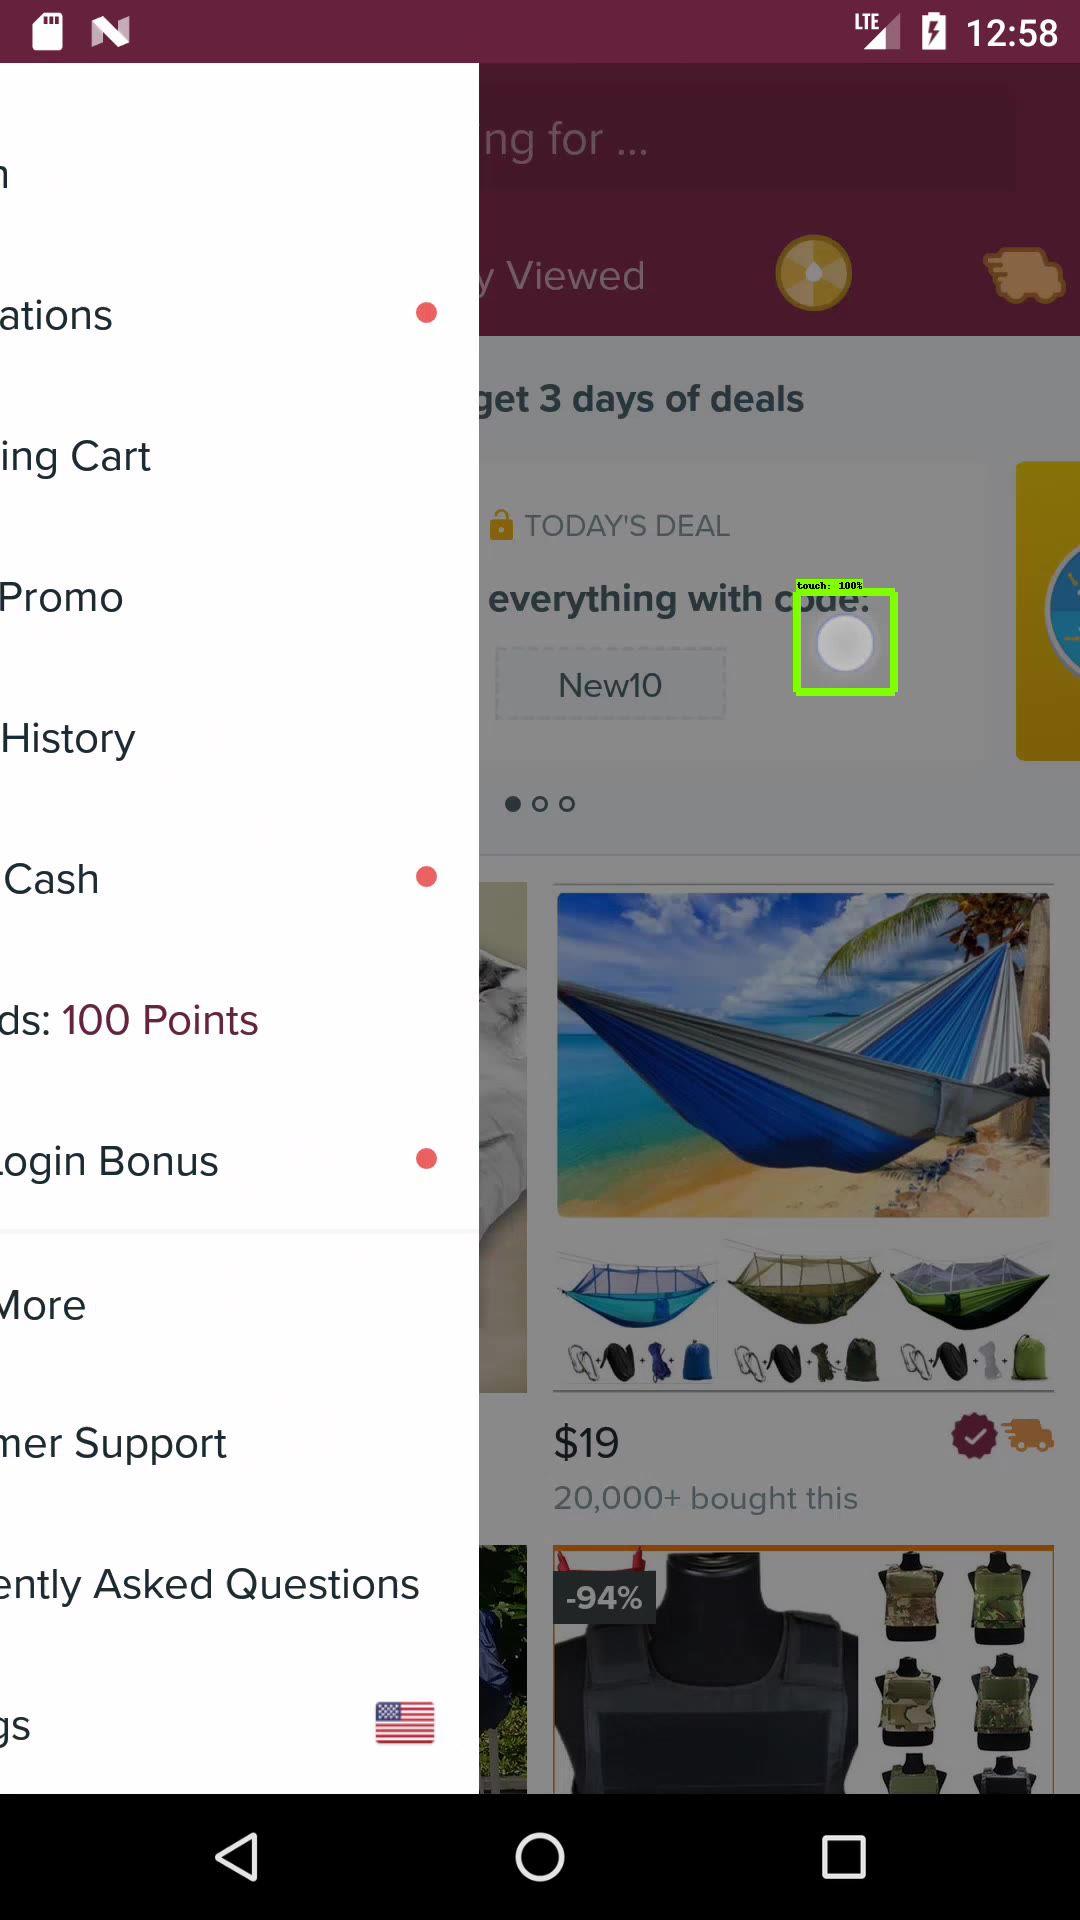 LTE 12:58
ng for ...
n
ations
y Viewed
get 3 days of deals
ing Cart
TODAY'S DEAL
touch: 100%
Promo
everything with code:
New10
History
Cash
ds: 100 Points
Login Bonus
More
$19
mer Support
20,000+ bought this
ently Asked Questions
-94%
gs